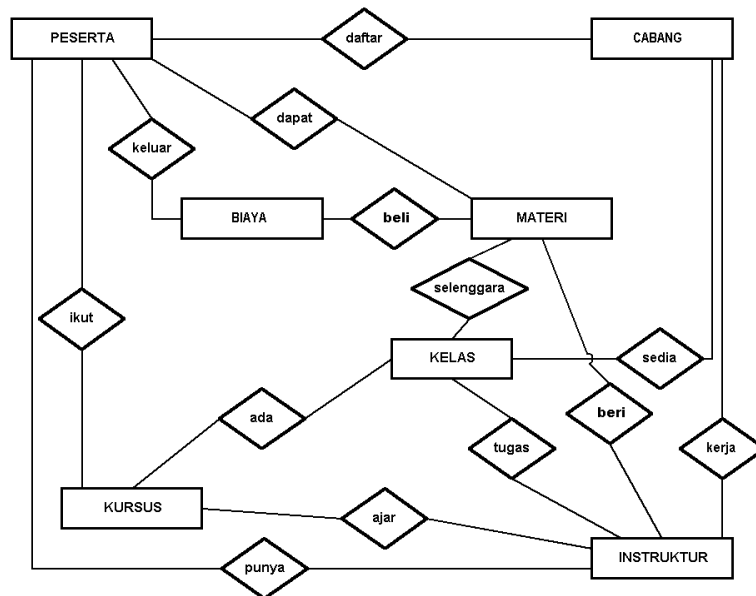 PESERTA
daftar
CABANG
dapat
keluar
BIAYA
beli
MATERI
selenggara
ikut
KELAS
sedia
ada
beri
tugas
kerja
KURSUS
ajar
INSTRUKTUR
punya